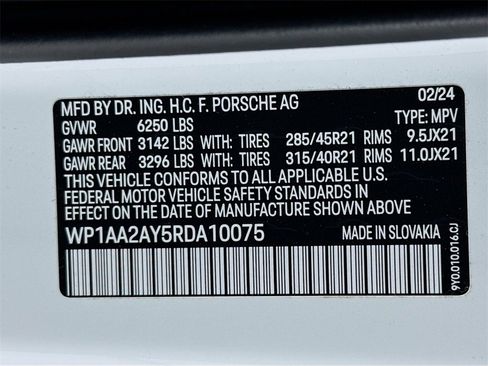 MFD BY DR. ING. H.C. F. PORSCHE AG 02/24
GVWR 6250 LBS TYPE: MPV
GAWR FRONT 3142 LBS WITH: TIRES 285/45R21 RIMS 9.5JX21
GAWR REAR 3296 LBS WITH: TIRES 315/40R21 RIMS 11.0JX21
THIS VEHICLE CONFORMS TO ALL APPLICABLE U.S.
FEDERAL MOTOR VEHICLE SAFETY STANDARDS IN
EFFECT ON THE DATE OF MANUFACTURE SHOWN ABOVE
WP1AA2AY5RDA10075 MADE IN SLOVAKIA
9Y0.010.016.CJ